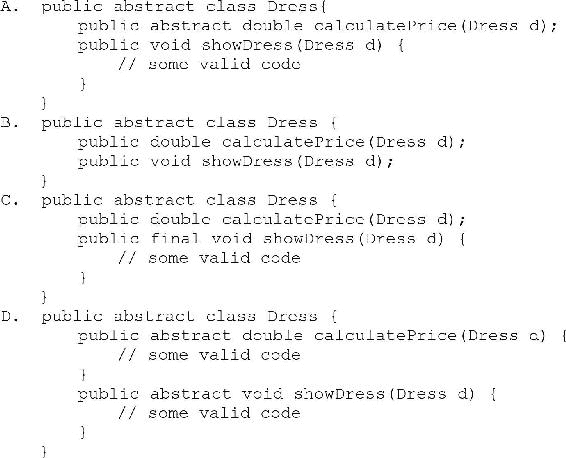 A. public abstract class Dress{
public abstract double calculatePrice(Dress d);
public void showDress(Dress d) {
// some valid code
}
}
B. public abstract class Dress {
public double calculatePrice(Dress d);
public void showDress(Dress d);
}
C. public abstract class Dress {
public double calculatePrice(Dress d);
public final void showDress(Dress d) {
// some valid code
}
}
D. public abstract class Dress {
public abstract double calculatePrice(Dress d) {
// some valid code
}
public abstract void showDress(Dress d) {
// some valid code
}
}